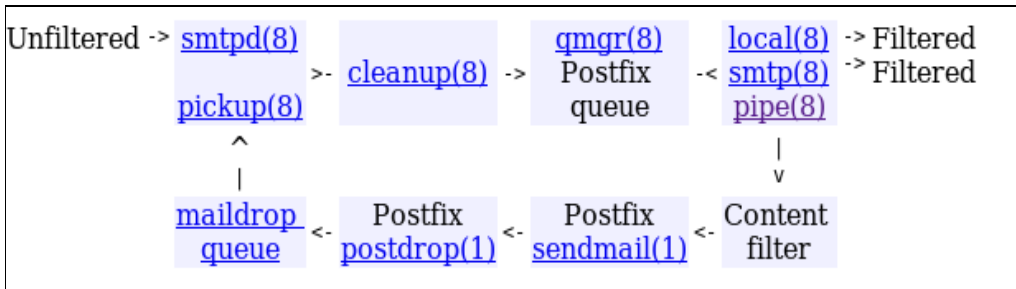 Unfiltered -> smtpd(8) qmgr(8) local(8) -> Filtered
>- cleanup(8) -> Postfix -< smtp(8) -> Filtered
pickup(8) queue pipe(8)
^ |
| v
maildrop Postfix Postfix Content
<- <- <-
queue postdrop(1) sendmail(1) filter